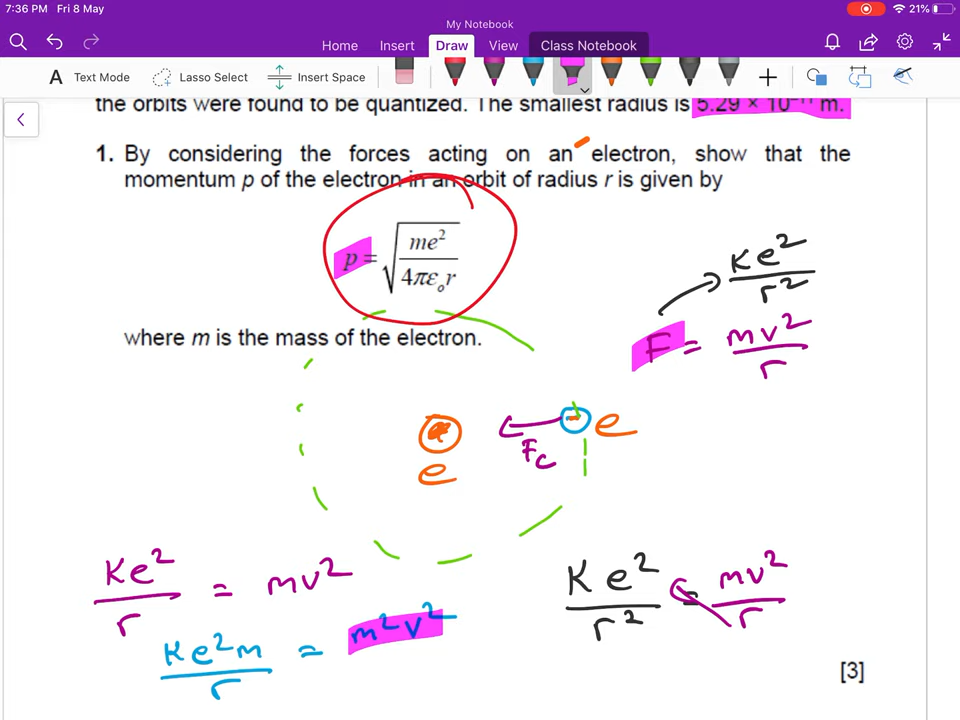 7:36 PM Fri 8 May
21%
My Notebook
Home Insert Draw View Class Notebook
A Text Mode Lasso Select Insert Space
the orbits were found to be quantized. The smallest radius is 5.29 × 10⁻¹¹ m.
1. By considering the forces acting on an electron, show that the
momentum p of the electron in an orbit of radius r is given by
p = √(me²/4πε₀r)
where m is the mass of the electron.
Ke²/r²
F = mv²/r
e
Fc
e
Ke²/r = mv²
Ke²/r² = mv²/r
Ke²m/r = m²v²
[3]